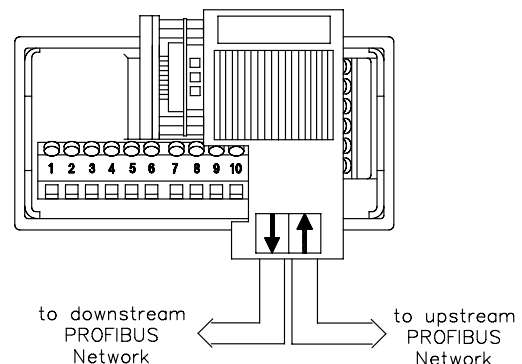 1 2 3 4 5 6 7 8 9 10
to downstream
PROFIBUS
Network
to upstream
PROFIBUS
Network